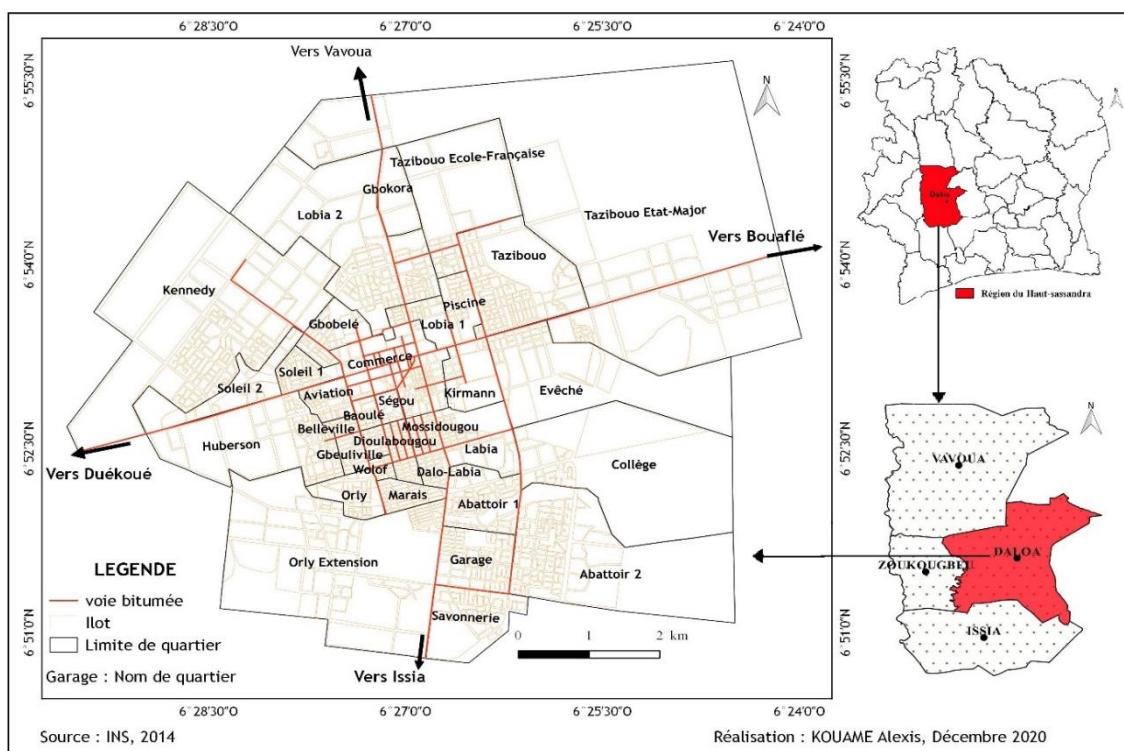 6°28'30"O 6°27'0"O 6°25'30"O 6°24'0"O
6°55'30"N
6°54'0"N
6°52'30"N
6°51'0"N
Vers Vavoua
N
Tazibouo Ecole-Française
Gbokora
Lobia 2
Tazibouo Etat-Major
Vers Bouaflé
Tazibouo
Kennedy
Piscine
Gbobelé
Lobia 1
Commerce
Soleil 1
Soleil 2
Aviation
Ségou
Kirmann
Evêché
Baoulé
Belleville
Mossidougou
Huberson
Dioulabougou
Gbeuliville
Labia
Collège
Vers Duékoué
Wolof
Dalo-Labia
Orly
Marais
Abattoir 1
Orly Extension
Garage
Abattoir 2
Savonnerie
Vers Issia
LEGENDE
voie bitumée
Ilot
Limite de quartier
Garage : Nom de quartier
0 1 2 km
6°28'30"O 6°27'0"O 6°25'30"O 6°24'0"O
6°55'30"N
6°54'0"N
6°52'30"N
6°51'0"N
N
Région du Haut-sassandra
N
VAVOUA
DALOA
ZOUKOUGBEU
ISSIA
Source : INS, 2014
Réalisation : KOUAME Alexis, Décembre 2020